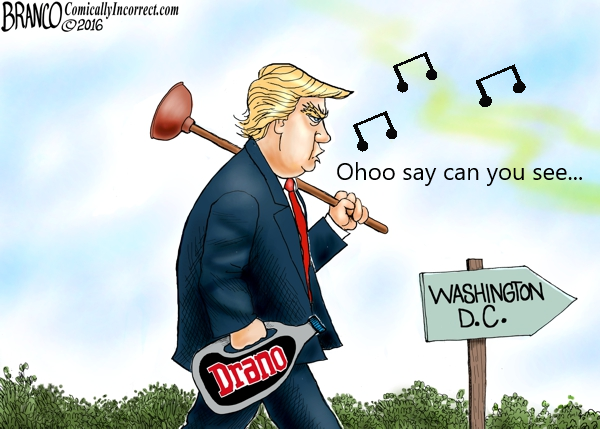 BRANCO ComicallyIncorrect.com
©2016
Ohoo say can you see...
WASHINGTON
D.C.
Drano